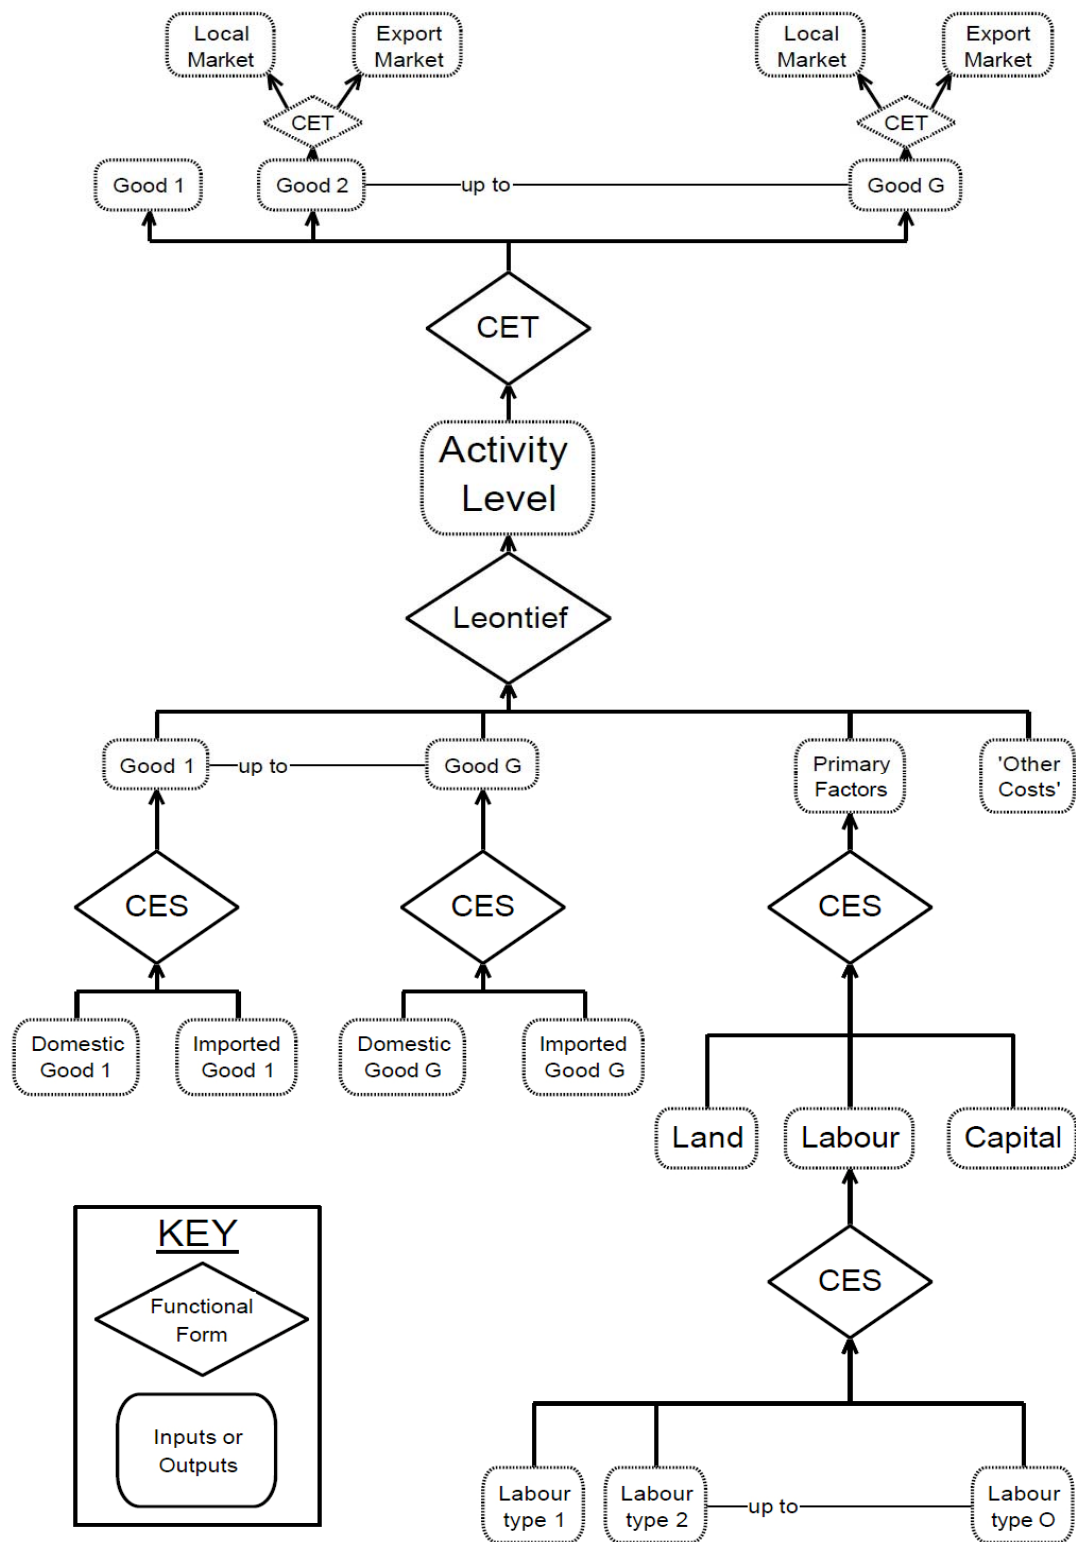 Local
Market
Export
Market
Local
Market
Export
Market
CET
CET
Good 1
Good 2
up to
Good G
CET
Activity
Level
Leontief
Good 1
up to
Good G
Primary
Factors
'Other
Costs'
CES
CES
CES
Domestic
Good 1
Imported
Good 1
Domestic
Good G
Imported
Good G
Land
Labour
Capital
KEY
Functional
Form
Inputs or
Outputs
CES
Labour
type 1
Labour
type 2
up to
Labour
type O